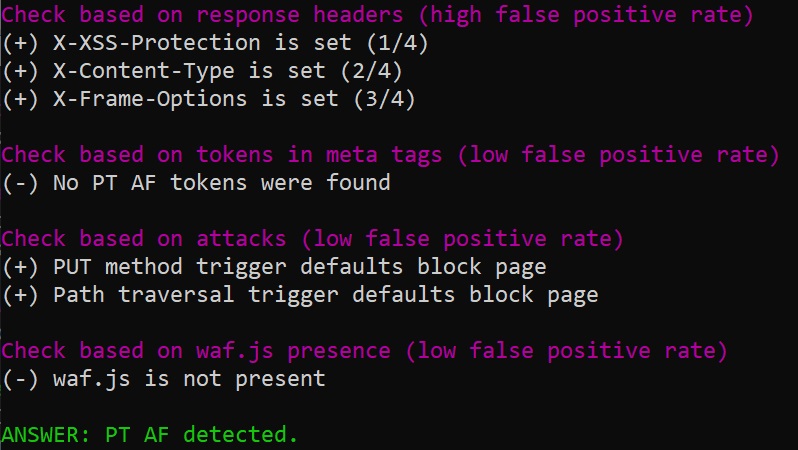 Check based on response headers (high false positive rate)
(+) X-XSS-Protection is set (1/4)
(+) X-Content-Type is set (2/4)
(+) X-Frame-Options is set (3/4)
Check based on tokens in meta tags (low false positive rate)
(-) No PT AF tokens were found
Check based on attacks (low false positive rate)
(+) PUT method trigger defaults block page
(+) Path traversal trigger defaults block page
Check based on waf.js presence (low false positive rate)
(-) waf.js is not present
ANSWER: PT AF detected.